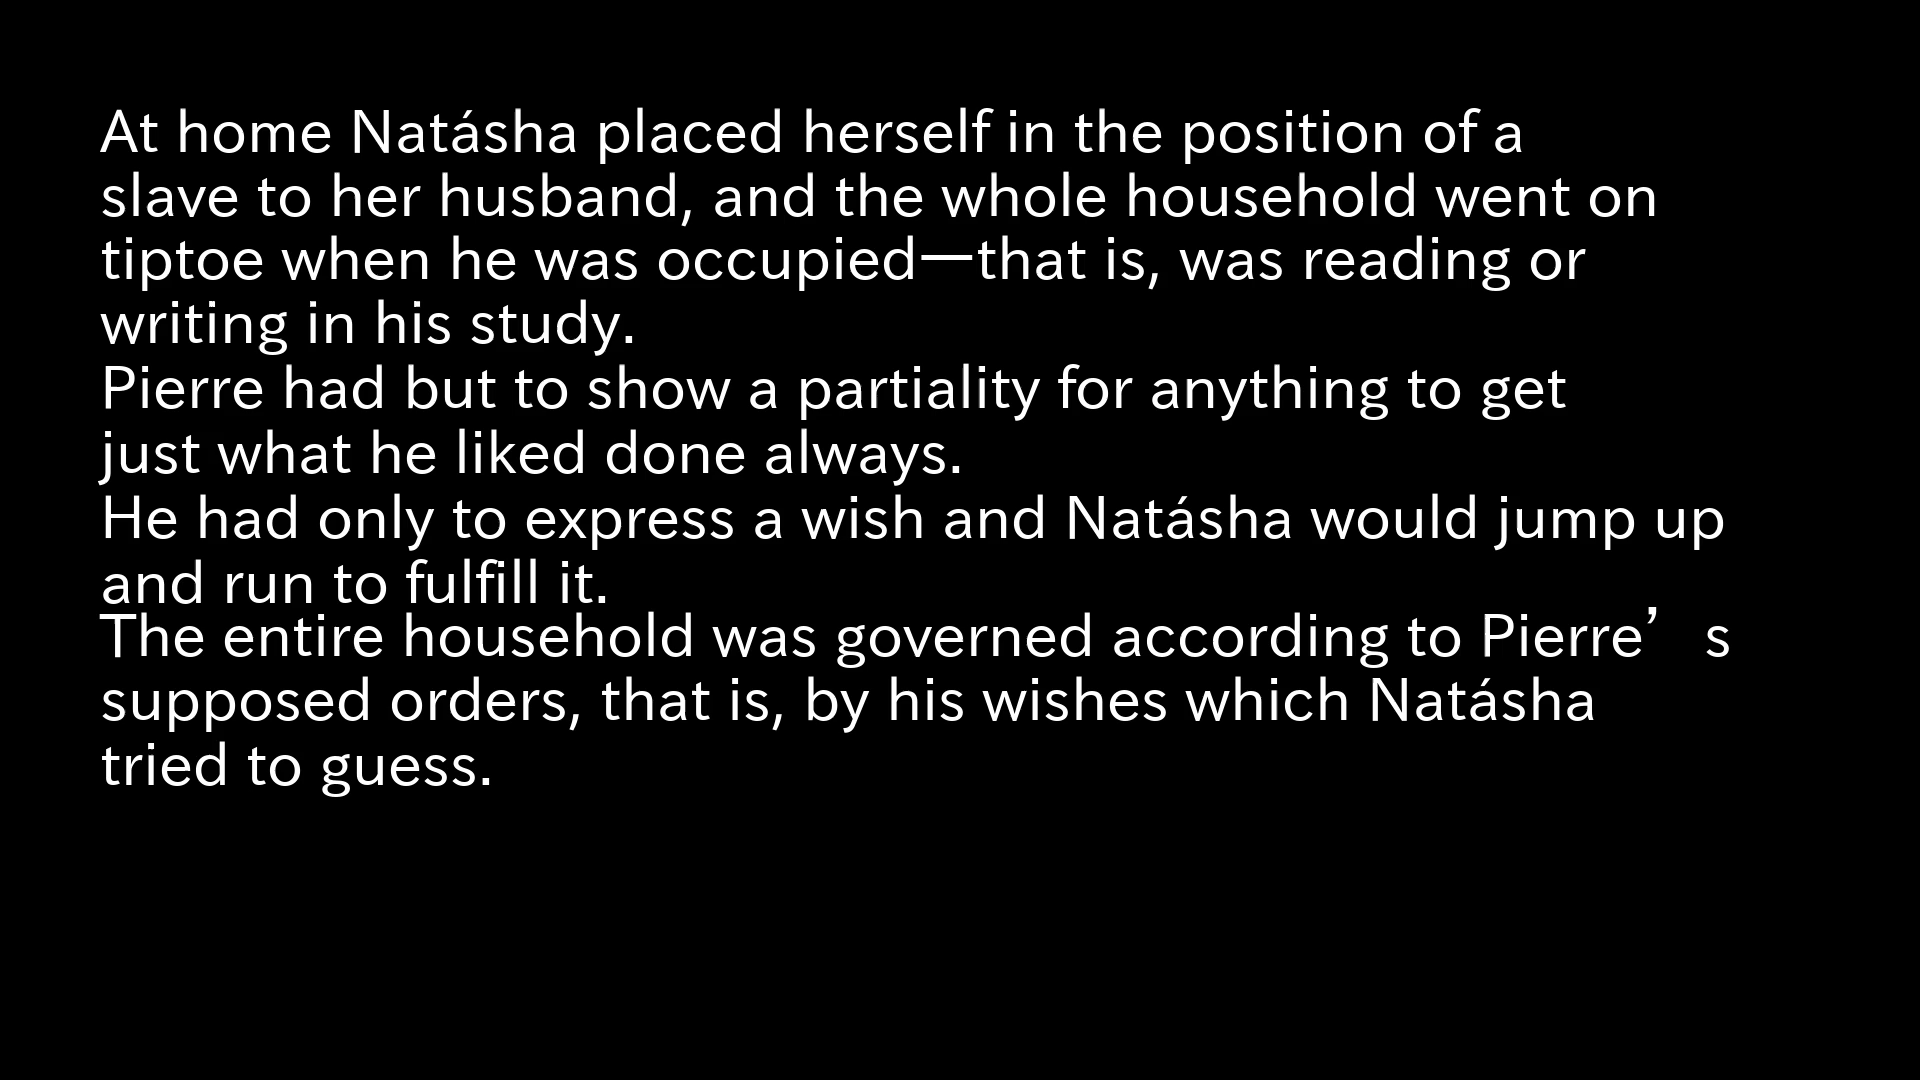 At home Natásha placed herself in the position of a
slave to her husband, and the whole household went on
tiptoe when he was occupied—that is, was reading or
writing in his study.
Pierre had but to show a partiality for anything to get
just what he liked done always.
He had only to express a wish and Natásha would jump up
and run to fulfill it.
The entire household was governed according to Pierre’s
supposed orders, that is, by his wishes which Natásha
tried to guess.